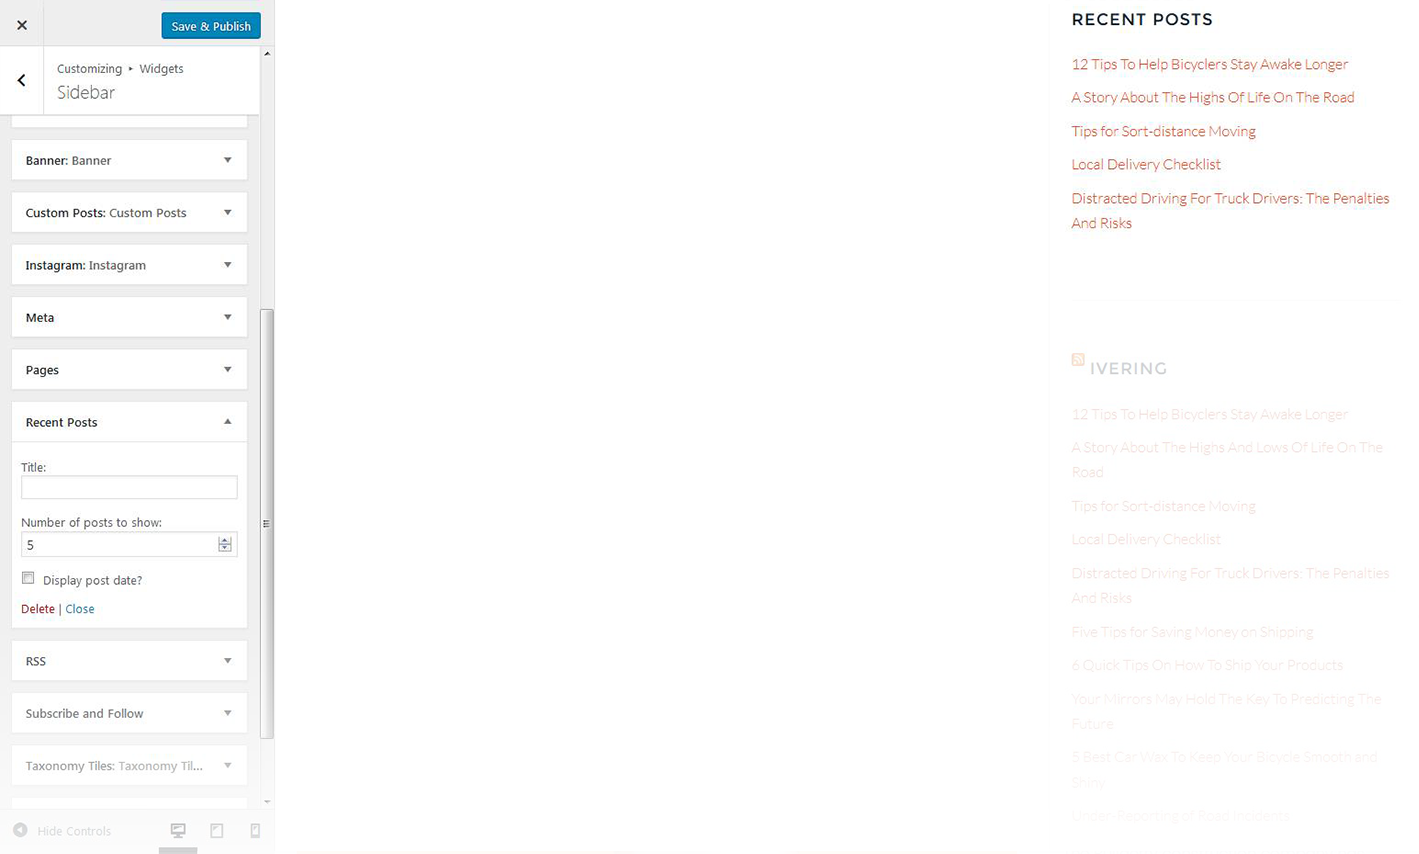 Save & Publish
Customizing ▸ Widgets
Sidebar
Banner: Banner
Custom Posts: Custom Posts
Instagram: Instagram
Meta
Pages
Recent Posts
Title:
Number of posts to show:
5
Display post date?
Delete | Close
RSS
Subscribe and Follow
Taxonomy Tiles: Taxonomy Til...
Hide Controls
RECENT POSTS
12 Tips To Help Bicyclers Stay Awake Longer
A Story About The Highs Of Life On The Road
Tips for Sort-distance Moving
Local Delivery Checklist
Distracted Driving For Truck Drivers: The Penalties
And Risks
IVERING
12 Tips To Help Bicyclers Stay Awake Longer
A Story About The Highs And Lows Of Life On The
Road
Tips for Sort-distance Moving
Local Delivery Checklist
Distracted Driving For Truck Drivers: The Penalties
And Risks
Five Tips for Saving Money on Shipping
6 Quick Tips On How To Ship Your Products
Your Mirrors May Hold The Key To Predicting The
Future
5 Best Car Wax To Keep Your Bicycle Smooth and
Shiny
Under-Reporting of Road Incidents